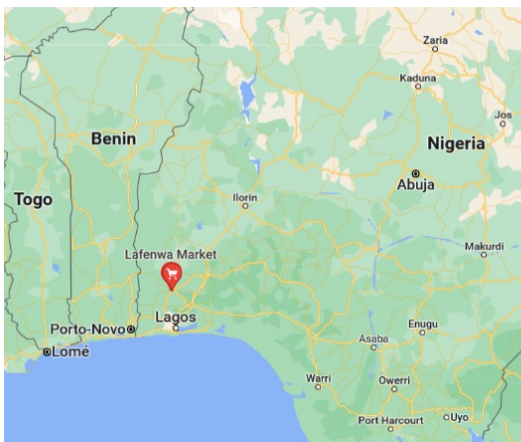 Zaria
Kaduna
Jos
Benin
Nigeria
Abuja
Togo
Ilorin
Makurdi
Lafenwa Market
Lagos
Porto-Novo
Enugu
Asaba
Lomé
Warri
Owerri
Uyo
Port Harcourt